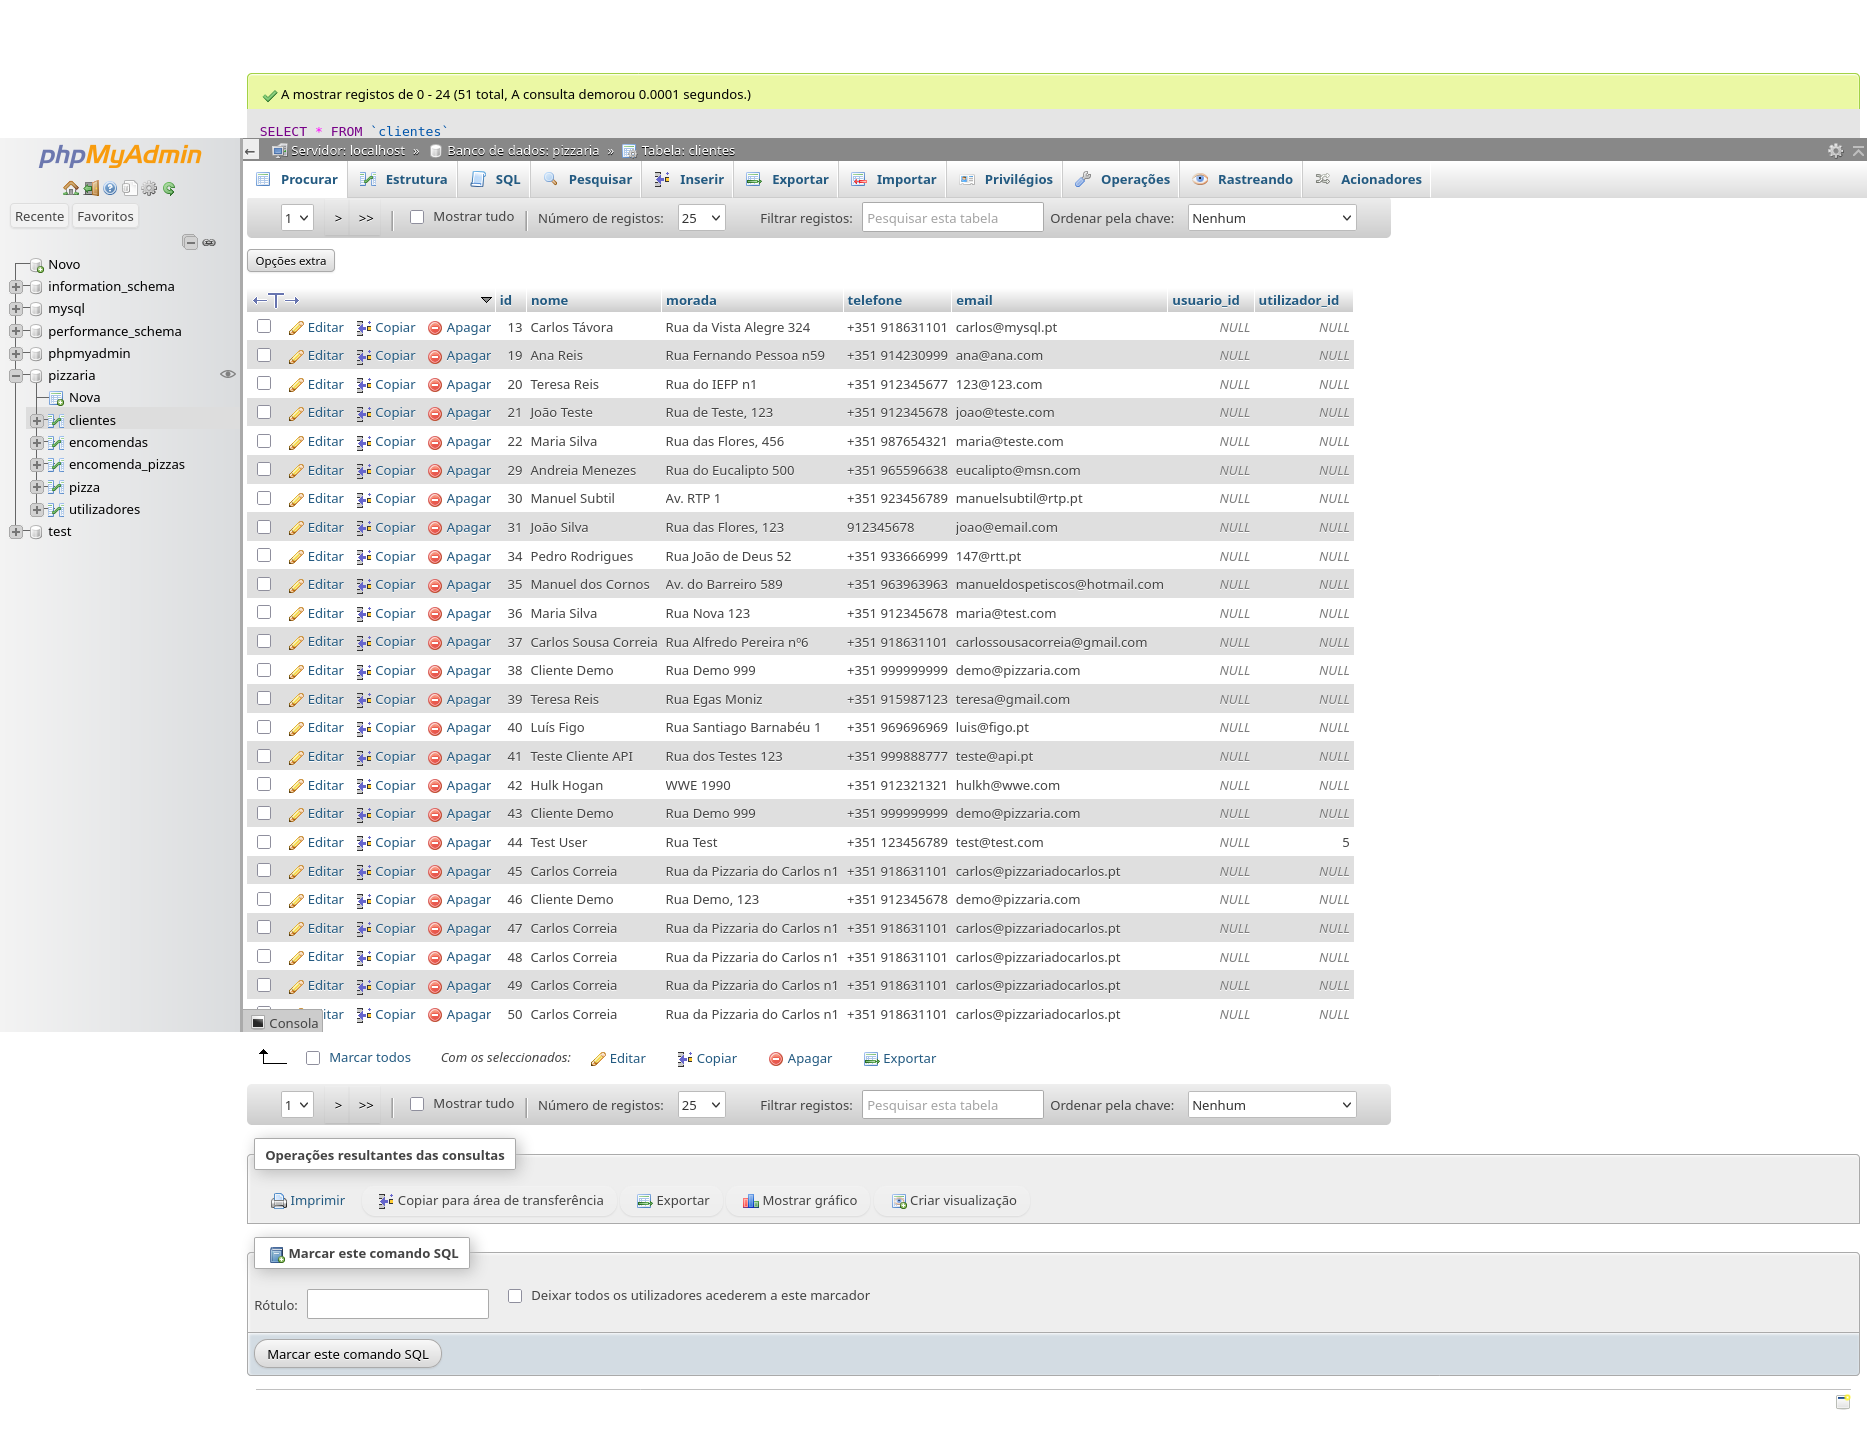 A mostrar registos de 0 - 24 (51 total, A consulta demorou 0.0001 segundos.)
SELECT * FROM `clientes`
phpMyAdmin
Recente Favoritos
Novo
information_schema
mysql
performance_schema
phpmyadmin
pizzaria
Nova
clientes
encomendas
encomenda_pizzas
pizza
utilizadores
test
← Servidor: localhost » Banco de dados: pizzaria » Tabela: clientes
Procurar Estrutura SQL Pesquisar Inserir Exportar Importar Privilégios Operações Rastreando Acionadores
1 > >> Mostrar tudo Número de registos: 25 Filtrar registos: Pesquisar esta tabela Ordenar pela chave: Nenhum
Opções extra
←T→ id nome morada telefone email usuario_id utilizador_id
Editar Copiar Apagar 13 Carlos Távora Rua da Vista Alegre 324 +351 918631101 carlos@mysql.pt NULL NULL
Editar Copiar Apagar 19 Ana Reis Rua Fernando Pessoa n59 +351 914230999 ana@ana.com NULL NULL
Editar Copiar Apagar 20 Teresa Reis Rua do IEFP n1 +351 912345677 123@123.com NULL NULL
Editar Copiar Apagar 21 João Teste Rua de Teste, 123 +351 912345678 joao@teste.com NULL NULL
Editar Copiar Apagar 22 Maria Silva Rua das Flores, 456 +351 987654321 maria@teste.com NULL NULL
Editar Copiar Apagar 29 Andreia Menezes Rua do Eucalipto 500 +351 965596638 eucalipto@msn.com NULL NULL
Editar Copiar Apagar 30 Manuel Subtil Av. RTP 1 +351 923456789 manuelsubtil@rtp.pt NULL NULL
Editar Copiar Apagar 31 João Silva Rua das Flores, 123 912345678 joao@email.com NULL NULL
Editar Copiar Apagar 34 Pedro Rodrigues Rua João de Deus 52 +351 933666999 147@rtt.pt NULL NULL
Editar Copiar Apagar 35 Manuel dos Cornos Av. do Barreiro 589 +351 963963963 manueldospetiscos@hotmail.com NULL NULL
Editar Copiar Apagar 36 Maria Silva Rua Nova 123 +351 912345678 maria@test.com NULL NULL
Editar Copiar Apagar 37 Carlos Sousa Correia Rua Alfredo Pereira nº6 +351 918631101 carlossousacorreia@gmail.com NULL NULL
Editar Copiar Apagar 38 Cliente Demo Rua Demo 999 +351 999999999 demo@pizzaria.com NULL NULL
Editar Copiar Apagar 39 Teresa Reis Rua Egas Moniz +351 915987123 teresa@gmail.com NULL NULL
Editar Copiar Apagar 40 Luís Figo Rua Santiago Barnabéu 1 +351 969696969 luis@figo.pt NULL NULL
Editar Copiar Apagar 41 Teste Cliente API Rua dos Testes 123 +351 999888777 teste@api.pt NULL NULL
Editar Copiar Apagar 42 Hulk Hogan WWE 1990 +351 912321321 hulkh@wwe.com NULL NULL
Editar Copiar Apagar 43 Cliente Demo Rua Demo 999 +351 999999999 demo@pizzaria.com NULL NULL
Editar Copiar Apagar 44 Test User Rua Test +351 123456789 test@test.com NULL 5
Editar Copiar Apagar 45 Carlos Correia Rua da Pizzaria do Carlos n1 +351 918631101 carlos@pizzariadocarlos.pt NULL NULL
Editar Copiar Apagar 46 Cliente Demo Rua Demo, 123 +351 912345678 demo@pizzaria.com NULL NULL
Editar Copiar Apagar 47 Carlos Correia Rua da Pizzaria do Carlos n1 +351 918631101 carlos@pizzariadocarlos.pt NULL NULL
Editar Copiar Apagar 48 Carlos Correia Rua da Pizzaria do Carlos n1 +351 918631101 carlos@pizzariadocarlos.pt NULL NULL
Editar Copiar Apagar 49 Carlos Correia Rua da Pizzaria do Carlos n1 +351 918631101 carlos@pizzariadocarlos.pt NULL NULL
itar Copiar Apagar 50 Carlos Correia Rua da Pizzaria do Carlos n1 +351 918631101 carlos@pizzariadocarlos.pt NULL NULL
Consola
Marcar todos Com os seleccionados: Editar Copiar Apagar Exportar
1 > >> Mostrar tudo Número de registos: 25 Filtrar registos: Pesquisar esta tabela Ordenar pela chave: Nenhum
Operações resultantes das consultas
Imprimir Copiar para área de transferência Exportar Mostrar gráfico Criar visualização
Marcar este comando SQL
Rótulo: Deixar todos os utilizadores acederem a este marcador
Marcar este comando SQL